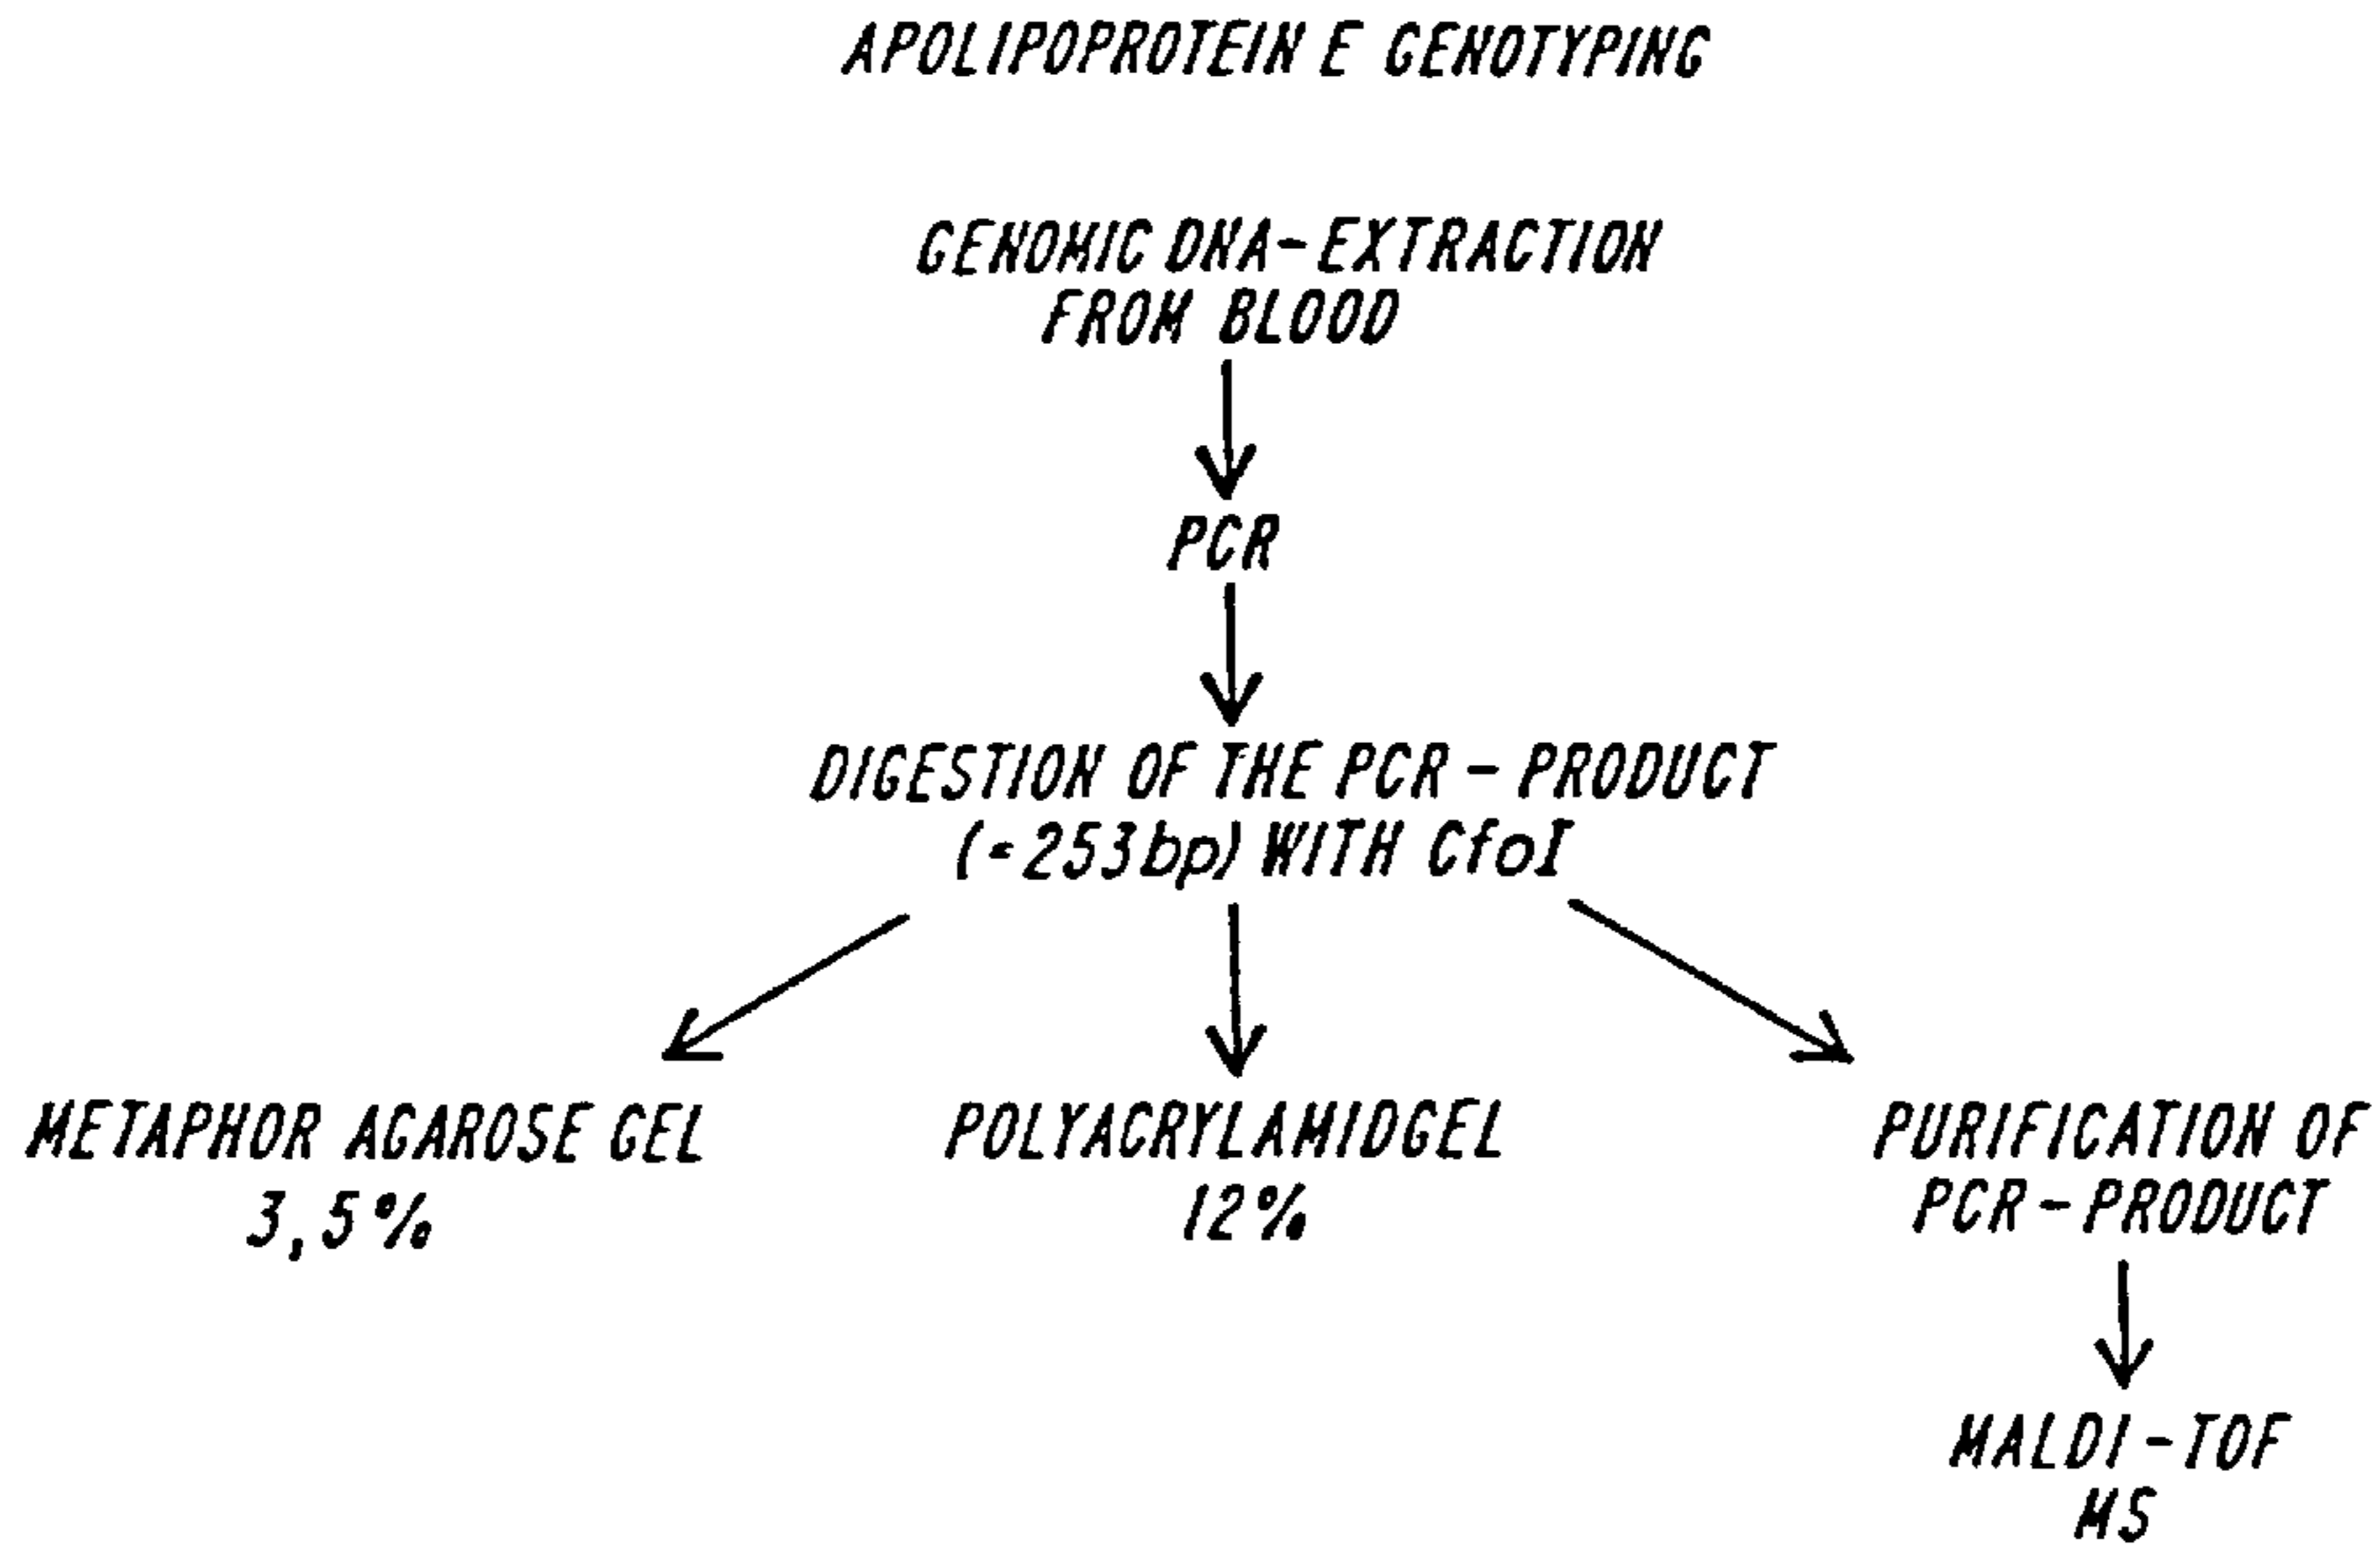 APOLIPOPROTEIN E GENOTYPING
GENOMIC DNA-EXTRACTION
FROM BLOOD
PCR
DIGESTION OF THE PCR-PRODUCT
(=253bp) WITH CfoI
METAPHOR AGAROSE GEL
3,5%
POLYACRYLAMIDGEL
12%
PURIFICATION OF
PCR-PRODUCT
MALDI-TOF
MS